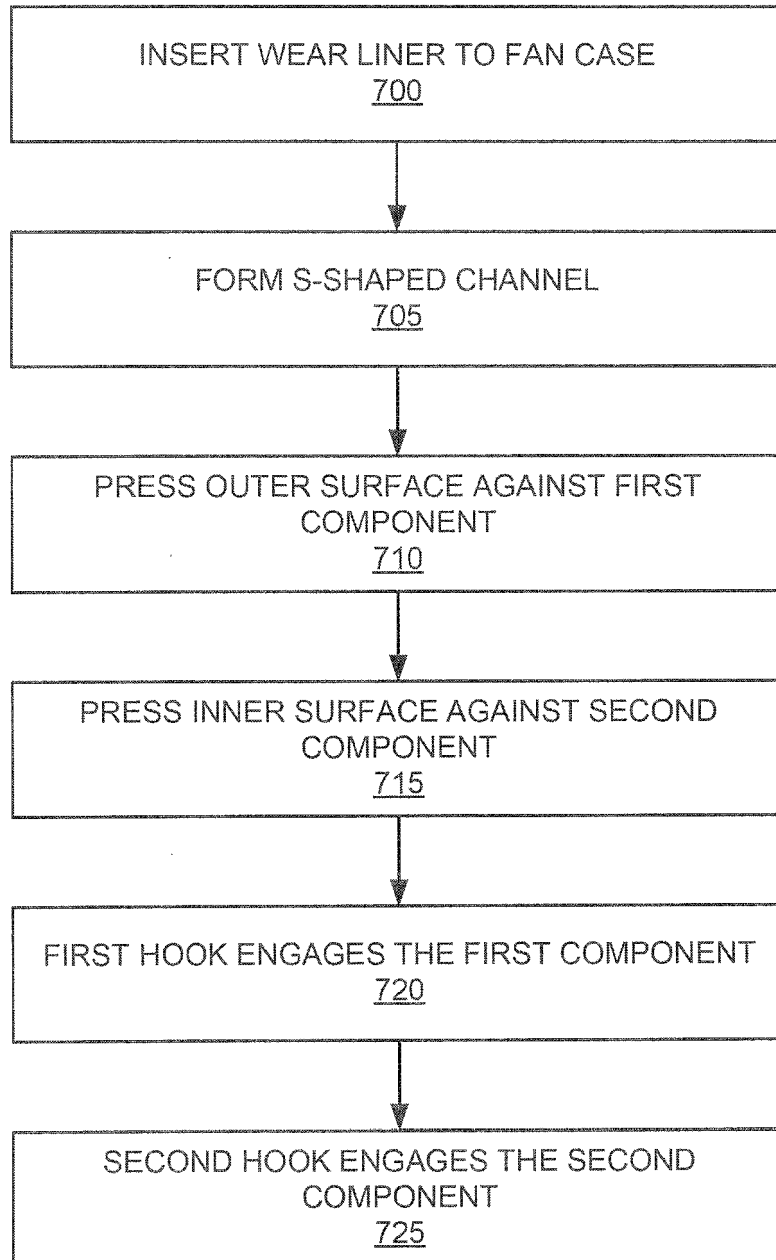 INSERT WEAR LINER TO FAN CASE
700
FORM S-SHAPED CHANNEL
705
PRESS OUTER SURFACE AGAINST FIRST
COMPONENT
710
PRESS INNER SURFACE AGAINST SECOND
COMPONENT
715
FIRST HOOK ENGAGES THE FIRST COMPONENT
720
SECOND HOOK ENGAGES THE SECOND
COMPONENT
725